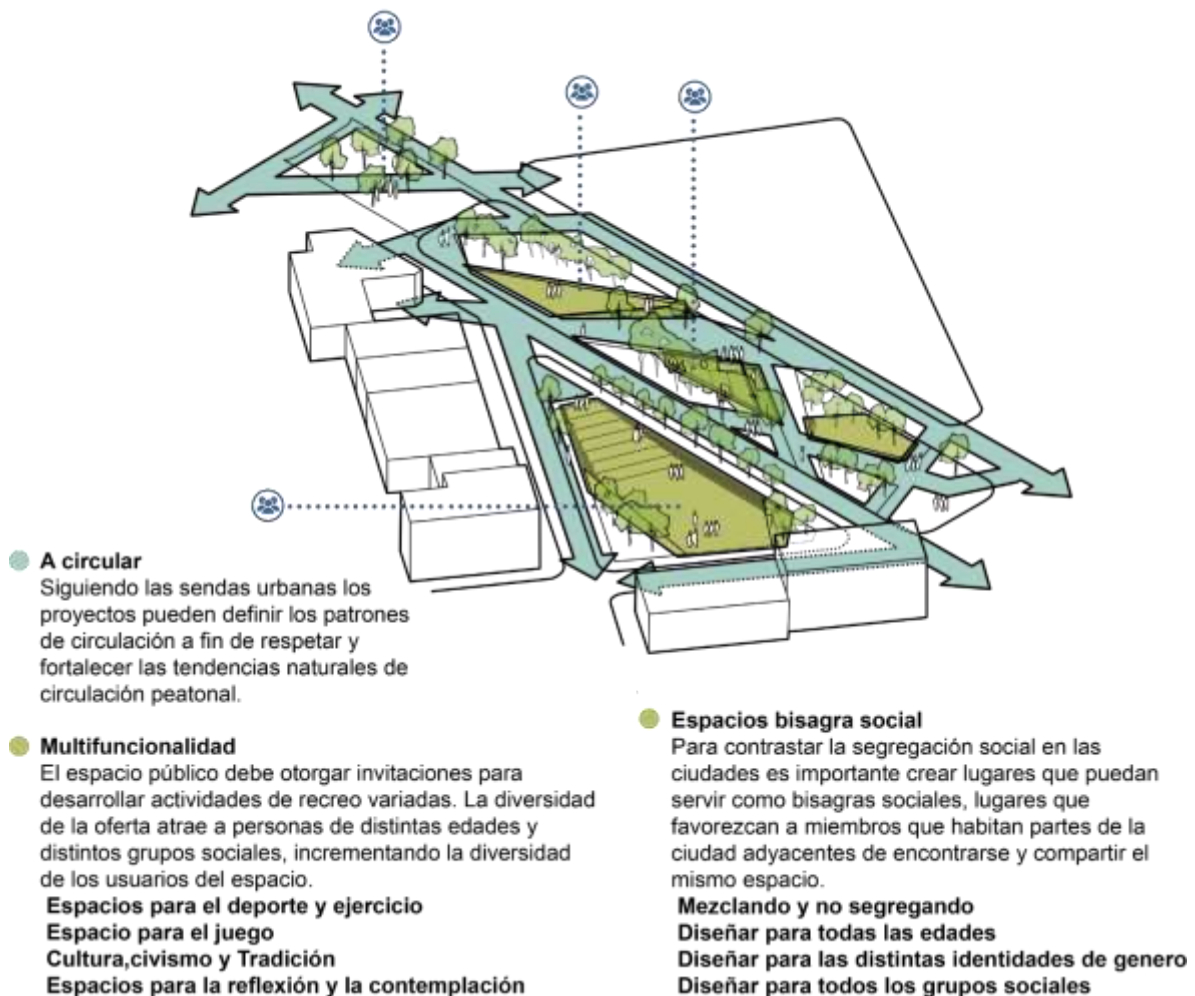 A circular
Siguiendo las sendas urbanas los
proyectos pueden definir los patrones
de circulación a fin de respetar y
fortalecer las tendencias naturales de
circulación peatonal.
Multifuncionalidad
El espacio público debe otorgar invitaciones para
desarrollar actividades de recreo variadas. La diversidad
de la oferta atrae a personas de distintas edades y
distintos grupos sociales, incrementando la diversidad
de los usuarios del espacio.
Espacios para el deporte y ejercicio
Espacio para el juego
Cultura,civismo y Tradición
Espacios para la reflexión y la contemplación
Espacios bisagra social
Para contrastar la segregación social en las
ciudades es importante crear lugares que puedan
servir como bisagras sociales, lugares que
favorezcan a miembros que habitan partes de la
ciudad adyacentes de encontrarse y compartir el
mismo espacio.
Mezclando y no segregando
Diseñar para todas las edades
Diseñar para las distintas identidades de genero
Diseñar para todos los grupos sociales